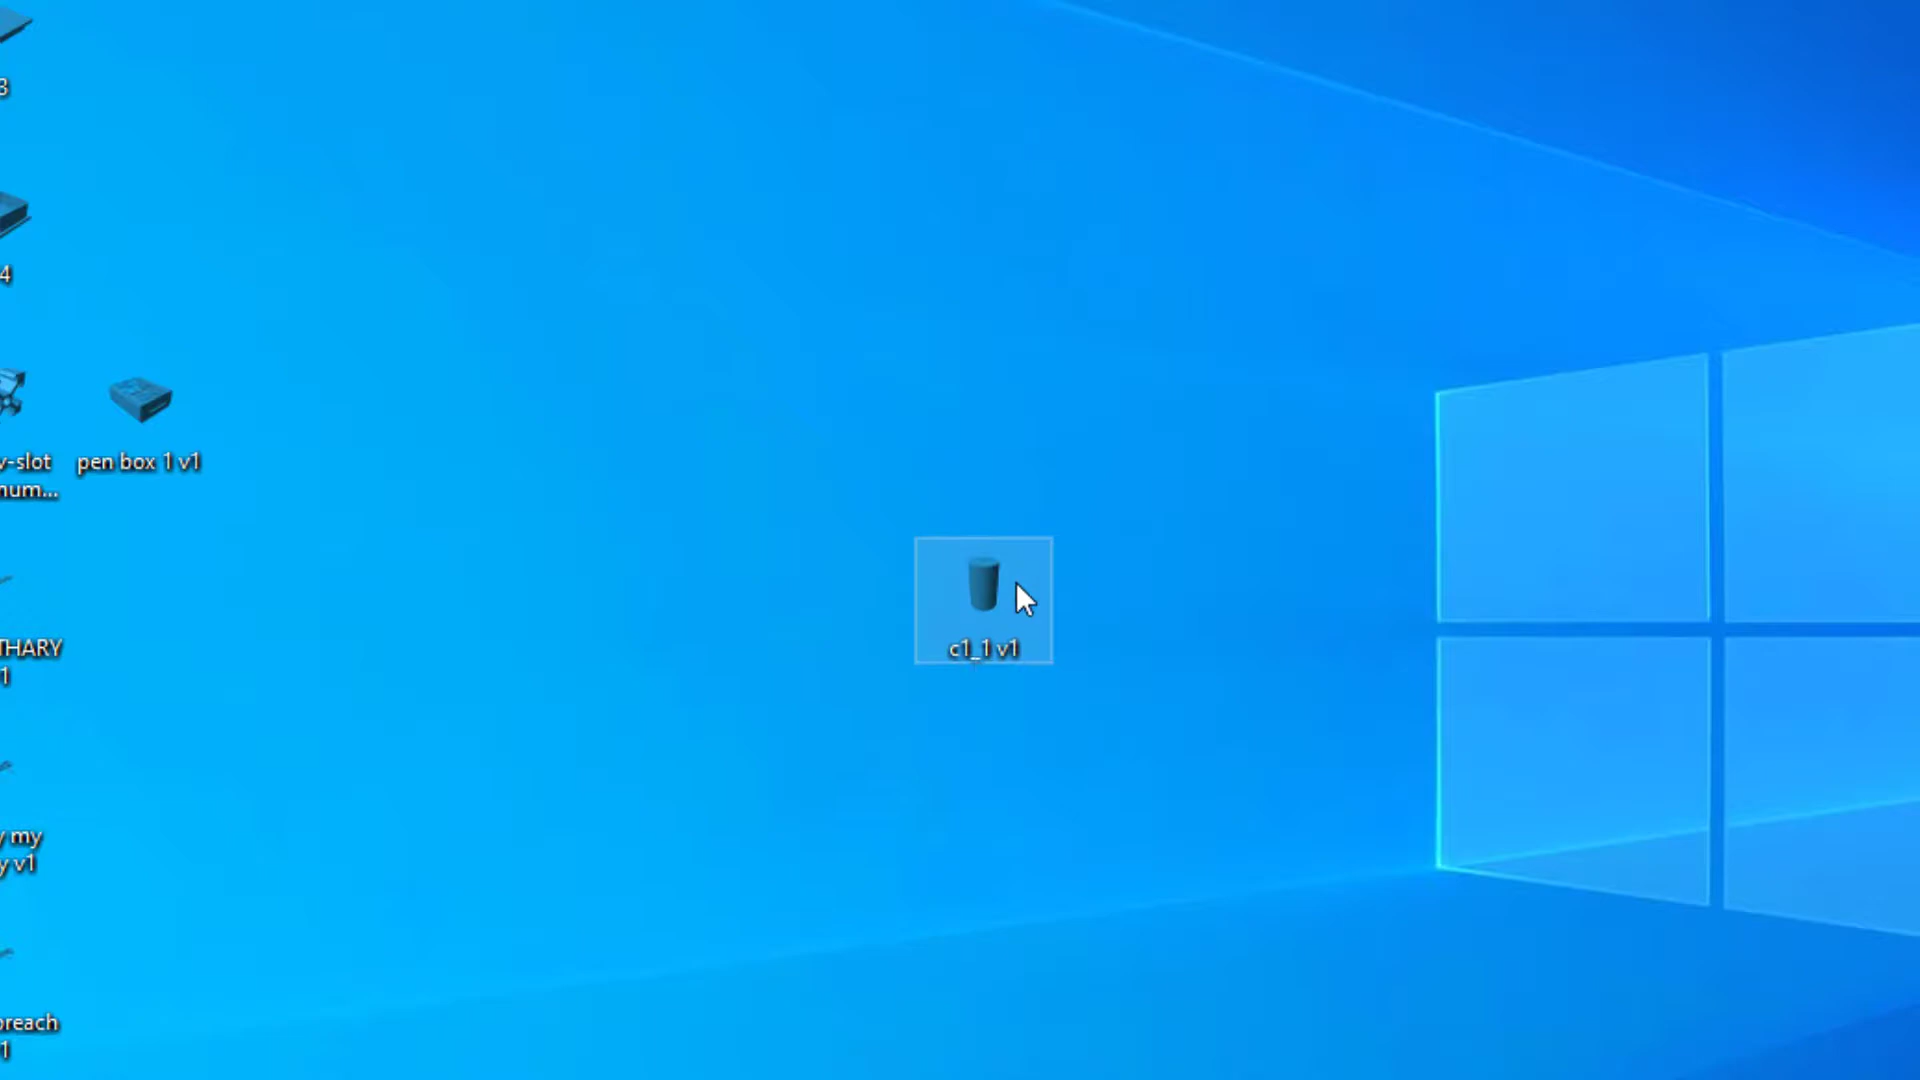 3
4
v-slot
num...
pen box 1 v1
c1_1 v1
THARY
1
y my
y v1
oreach
1